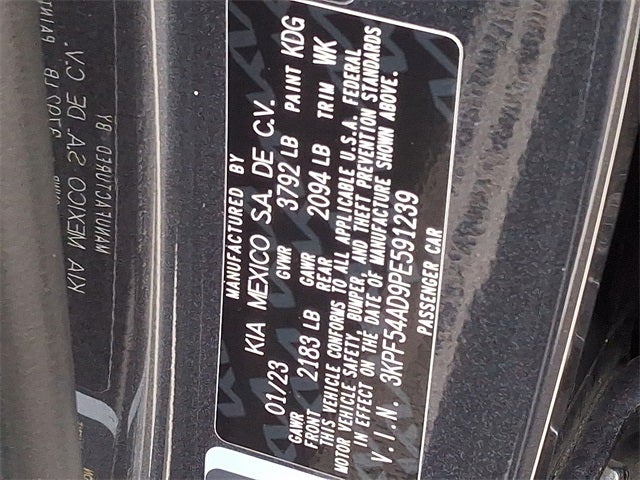 MANUFACTURED BY
KIA MEXICO S.A. DE C.V.
01/23 GVWR 3792 LB PAINT KDG
GAWR FRONT 2183 LB GAWR REAR 2094 LB TRIM WK
THIS VEHICLE CONFORMS TO ALL APPLICABLE U.S.A. FEDERAL
MOTOR VEHICLE SAFETY, BUMPER, AND THEFT PREVENTION STANDARDS
IN EFFECT ON THE DATE OF MANUFACTURE SHOWN ABOVE.
V.I.N. 3KPF54AD9PE591239
PASSENGER CAR
MANUFACTURED BY
KIA MEXICO S.A. DE C.V.